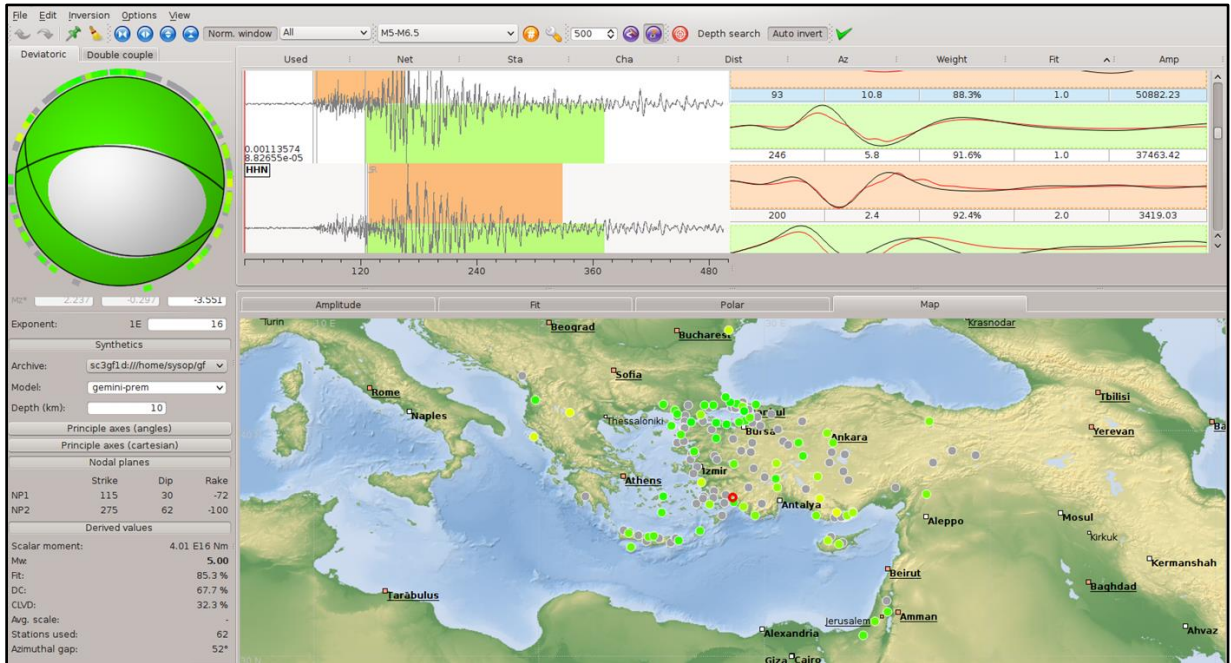 File Edit Inversion Options View
Norm. window All M5-M6.5 500 Depth search Auto invert
Deviatoric Double couple
Used Net Sta Cha Dist Az Weight Fit Amp
93 10.8 88.3% 1.0 50882.23
0.00113574
8.82655e-05
246 5.8 91.6% 1.0 37463.42
HHN
200 2.4 92.4% 2.0 3419.03
120 240 360 480
2.237 -0.297 -3.551
Amplitude Fit Polar Map
Exponent: 1E 16
Synthetics
Archive: sc3gf1d:///home/sysop/gf
Model: gemini-prem
Depth (km): 10
Principle axes (angles)
Principle axes (cartesian)
Nodal planes
Strike Dip Rake
NP1 115 30 -72
NP2 275 62 -100
Derived values
Scalar moment: 4.01 E16 Nm
Mw: 5.00
Fit: 85.3 %
DC: 67.7 %
CLVD: 32.3 %
Avg. scale: -
Stations used: 62
Azimuthal gap: 52°
Turin
Beograd
Bucharest
Krasnodar
Sofia
Rome
Naples
Thessaloniki
Bursa
Ankara
Tbilisi
Yerevan
Izmir
Athens
Antalya
Aleppo
Mosul
Kirkuk
Kermanshah
Beirut
Baghdad
Tarābulus
Jerusalem
Amman
Alexandria
Ahvaz
Giza Cairo